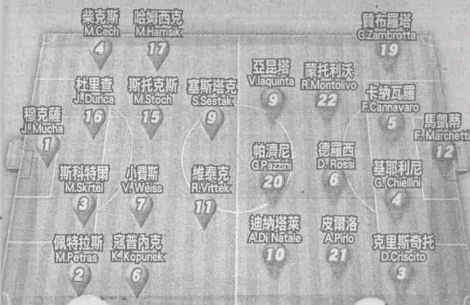 柴克斯
M.Cech
4
哈姆西克
M.Hamsik
17
贊布羅塔
G.Zambrotta
19
杜里查
J.Durica
16
斯托克斯
M.Stoch
15
塞斯塔克
S.Sestak
9
亞昆塔
V.Iaquinta
9
蒙托利沃
R.Montolivo
22
卡納瓦羅
F.Cannavaro
5
穆克薩
J.Mucha
1
馬凱蒂
F.Marchetti
12
斯科特爾
M.Skrtel
3
小費斯
V.Weiss
7
維泰克
R.Vittek
11
帕濟尼
G.Pazzini
20
德羅西
D. Rossi
6
基耶利尼
G. Chiellini
4
佩特拉斯
M.Petras
2
寇普內克
K. Kopunek
6
迪納塔萊
A.Di Natale
10
皮爾洛
A.Pirlo
21
克里斯奇托
D.Criscito
3